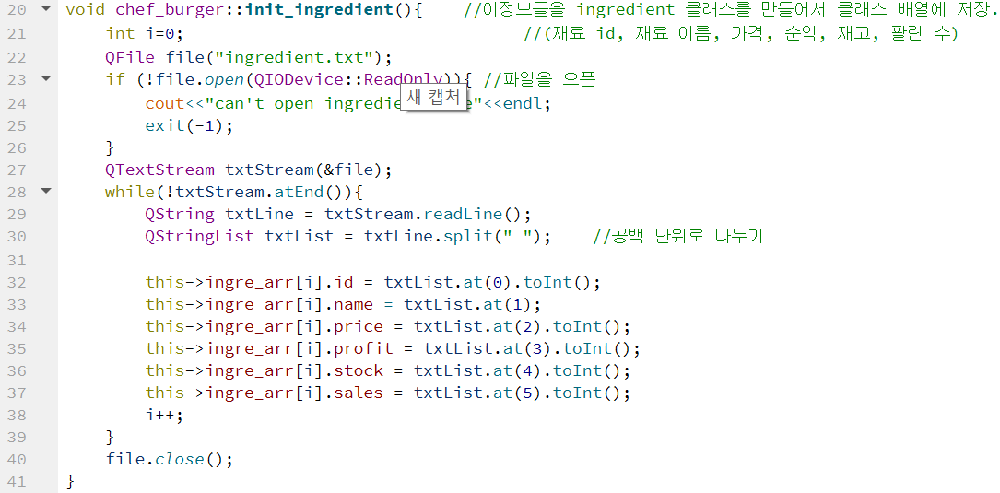 20 void chef_burger::init_ingredient(){ //이정보들을 ingredient 클래스를 만들어서 클래스 배열에 저장.
21 int i=0; //(재료 id, 재료 이름, 가격, 순익, 재고, 팔린 수)
22 QFile file("ingredient.txt");
23 if (!file.open(QIODevice::ReadOnly)){ //파일을 오픈
새 캡처
24 cout<<"can't open ingredie e"<<endl;
25 exit(-1);
26 }
27 QTextStream txtStream(&file);
28 while(!txtStream.atEnd()){
29 QString txtLine = txtStream.readLine();
30 QStringList txtList = txtLine.split(" "); //공백 단위로 나누기
31
32 this->ingre_arr[i].id = txtList.at(0).toInt();
33 this->ingre_arr[i].name = txtList.at(1);
34 this->ingre_arr[i].price = txtList.at(2).toInt();
35 this->ingre_arr[i].profit = txtList.at(3).toInt();
36 this->ingre_arr[i].stock = txtList.at(4).toInt();
37 this->ingre_arr[i].sales = txtList.at(5).toInt();
38 i++;
39 }
40 file.close();
41 }